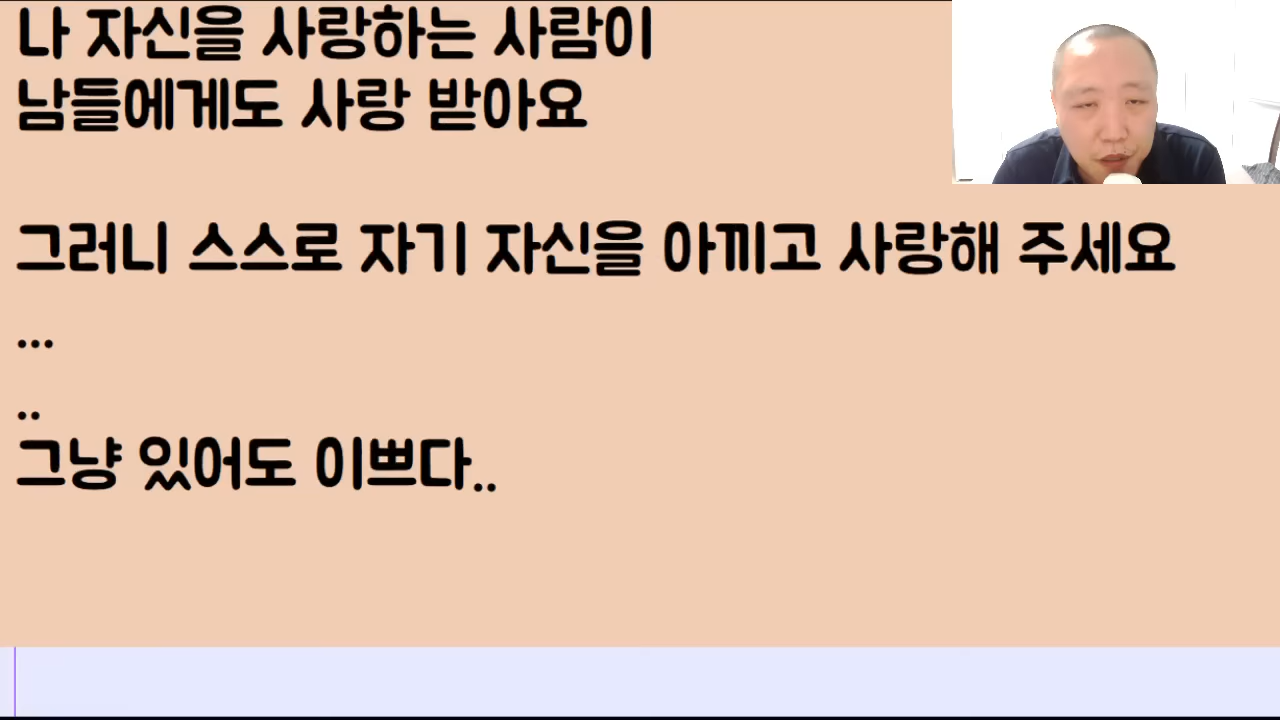 나 자신을 사랑하는 사람이
남들에게도 사랑 받아요
그러니 스스로 자기 자신을 아끼고 사랑해 주세요
...
..
그냥 있어도 이쁘다..